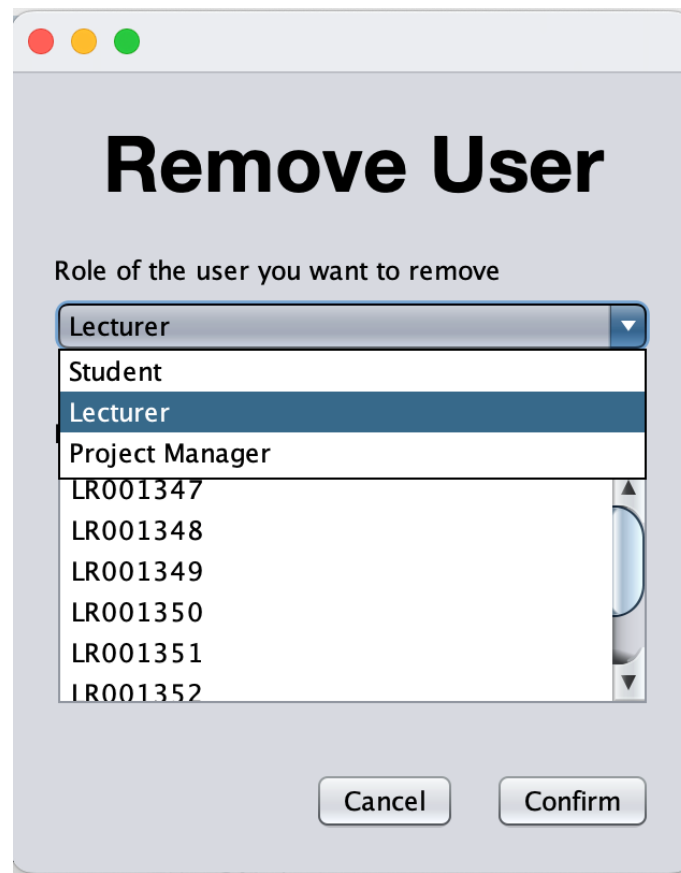 Remove User
Role of the user you want to remove
Lecturer
Student
Lecturer
Project Manager
LR001347
LR001348
LR001349
LR001350
LR001351
LR001352
Cancel
Confirm